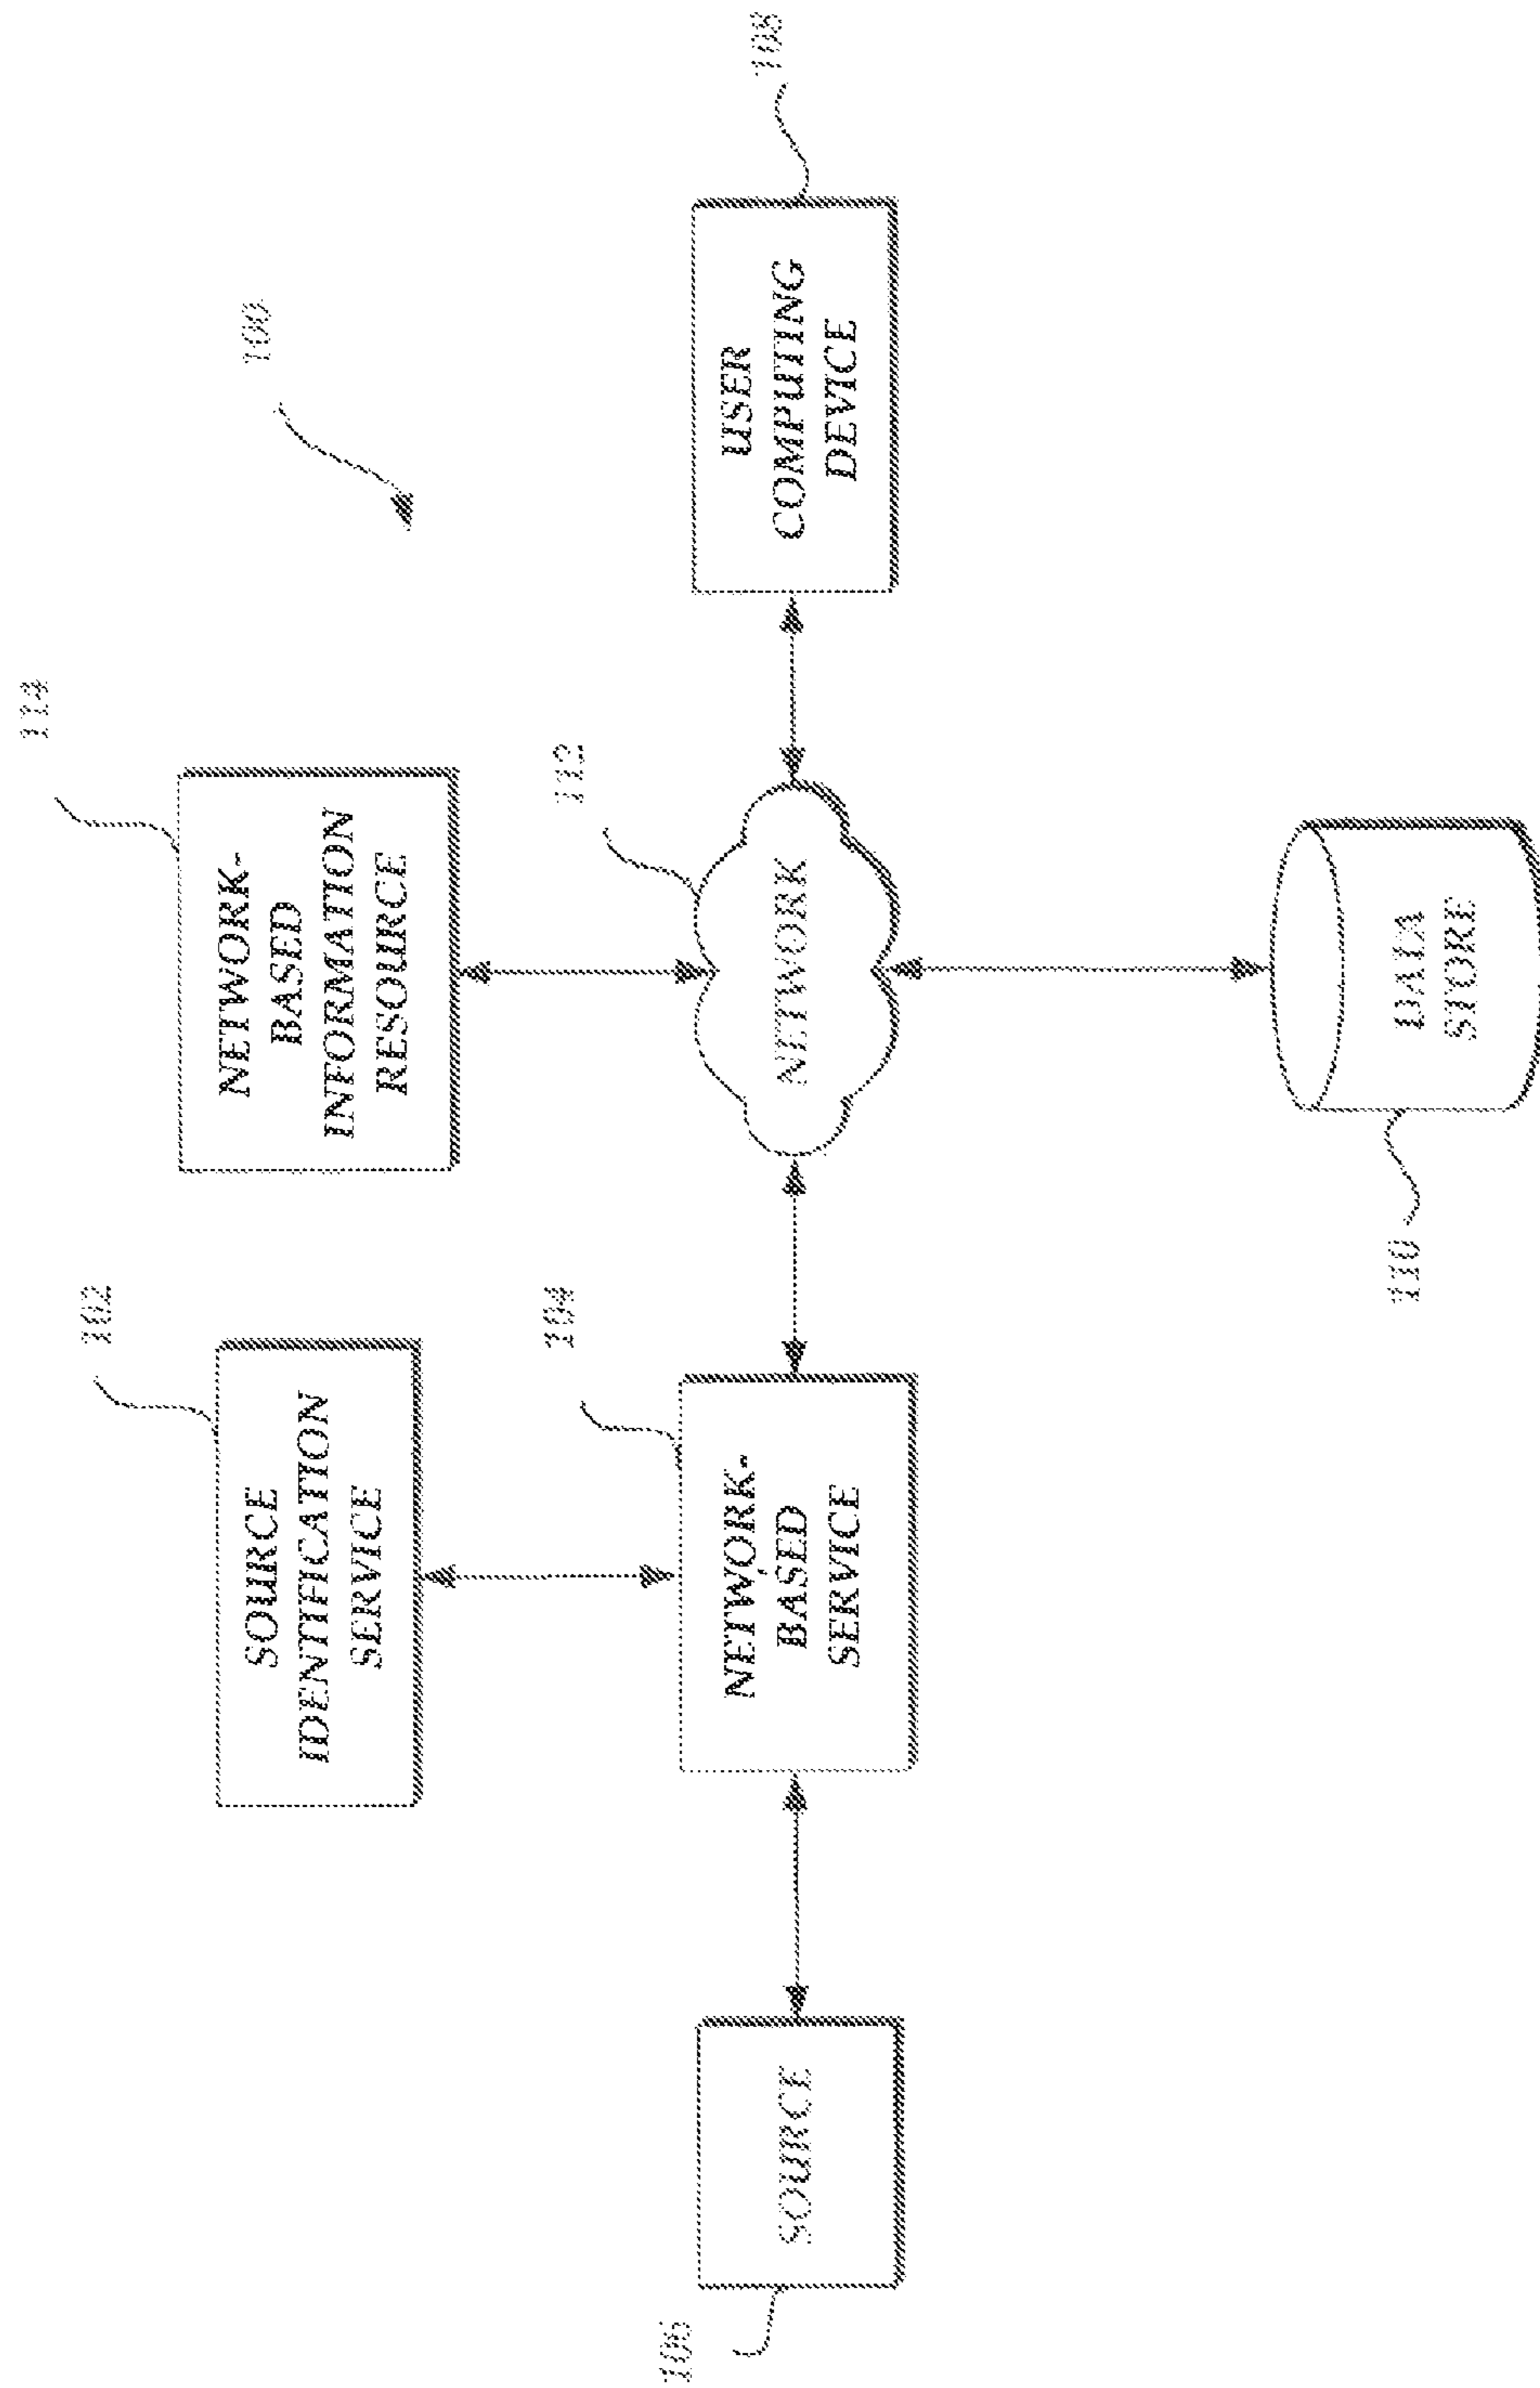 100
114
NETWORK-
BASED
INFORMATION
RESOURCE
102
SOURCE
IDENTIFICATION
SERVICE
106
SOURCE
104
NETWORK-
BASED
SERVICE
112
NETWORK
108
USER
COMPUTING
DEVICE
110
DATA
STORE